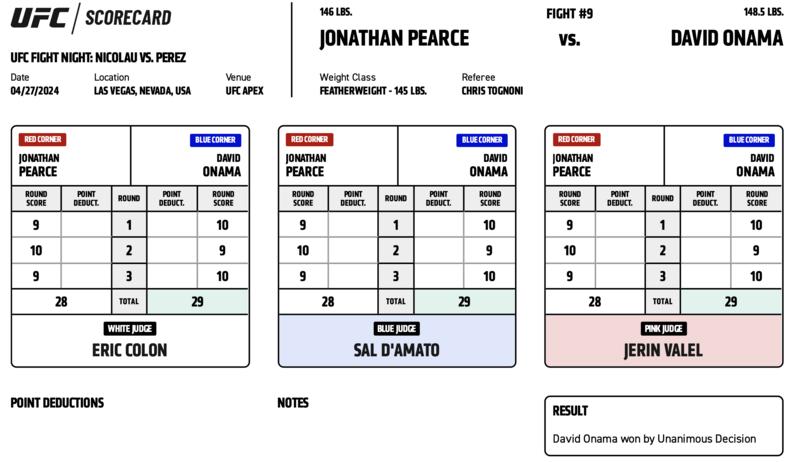 UFC SCORECARD
UFC FIGHT NIGHT: NICOLAU VS. PEREZ
Date Location Venue
04/27/2024 LAS VEGAS, NEVADA, USA UFC APEX
146 LBS. FIGHT #9 148.5 LBS.
JONATHAN PEARCE VS. DAVID ONAMA
Weight Class Referee
FEATHERWEIGHT - 145 LBS. CHRIS TOGNONI
RED CORNER BLUE CORNER
JONATHAN DAVID
PEARCE ONAMA
ROUND POINT ROUND POINT ROUND
SCORE DEDUCT. DEDUCT. SCORE
9 1 10
10 2 9
9 3 10
28 TOTAL 29
WHITE JUDGE
ERIC COLON
RED CORNER BLUE CORNER
JONATHAN DAVID
PEARCE ONAMA
ROUND POINT ROUND POINT ROUND
SCORE DEDUCT. DEDUCT. SCORE
9 1 10
10 2 9
9 3 10
28 TOTAL 29
BLUE JUDGE
SAL D'AMATO
RED CORNER BLUE CORNER
JONATHAN DAVID
PEARCE ONAMA
ROUND POINT ROUND POINT ROUND
SCORE DEDUCT. DEDUCT. SCORE
9 1 10
10 2 9
9 3 10
28 TOTAL 29
PINK JUDGE
JERIN VALEL
POINT DEDUCTIONS
NOTES
RESULT
David Onama won by Unanimous Decision